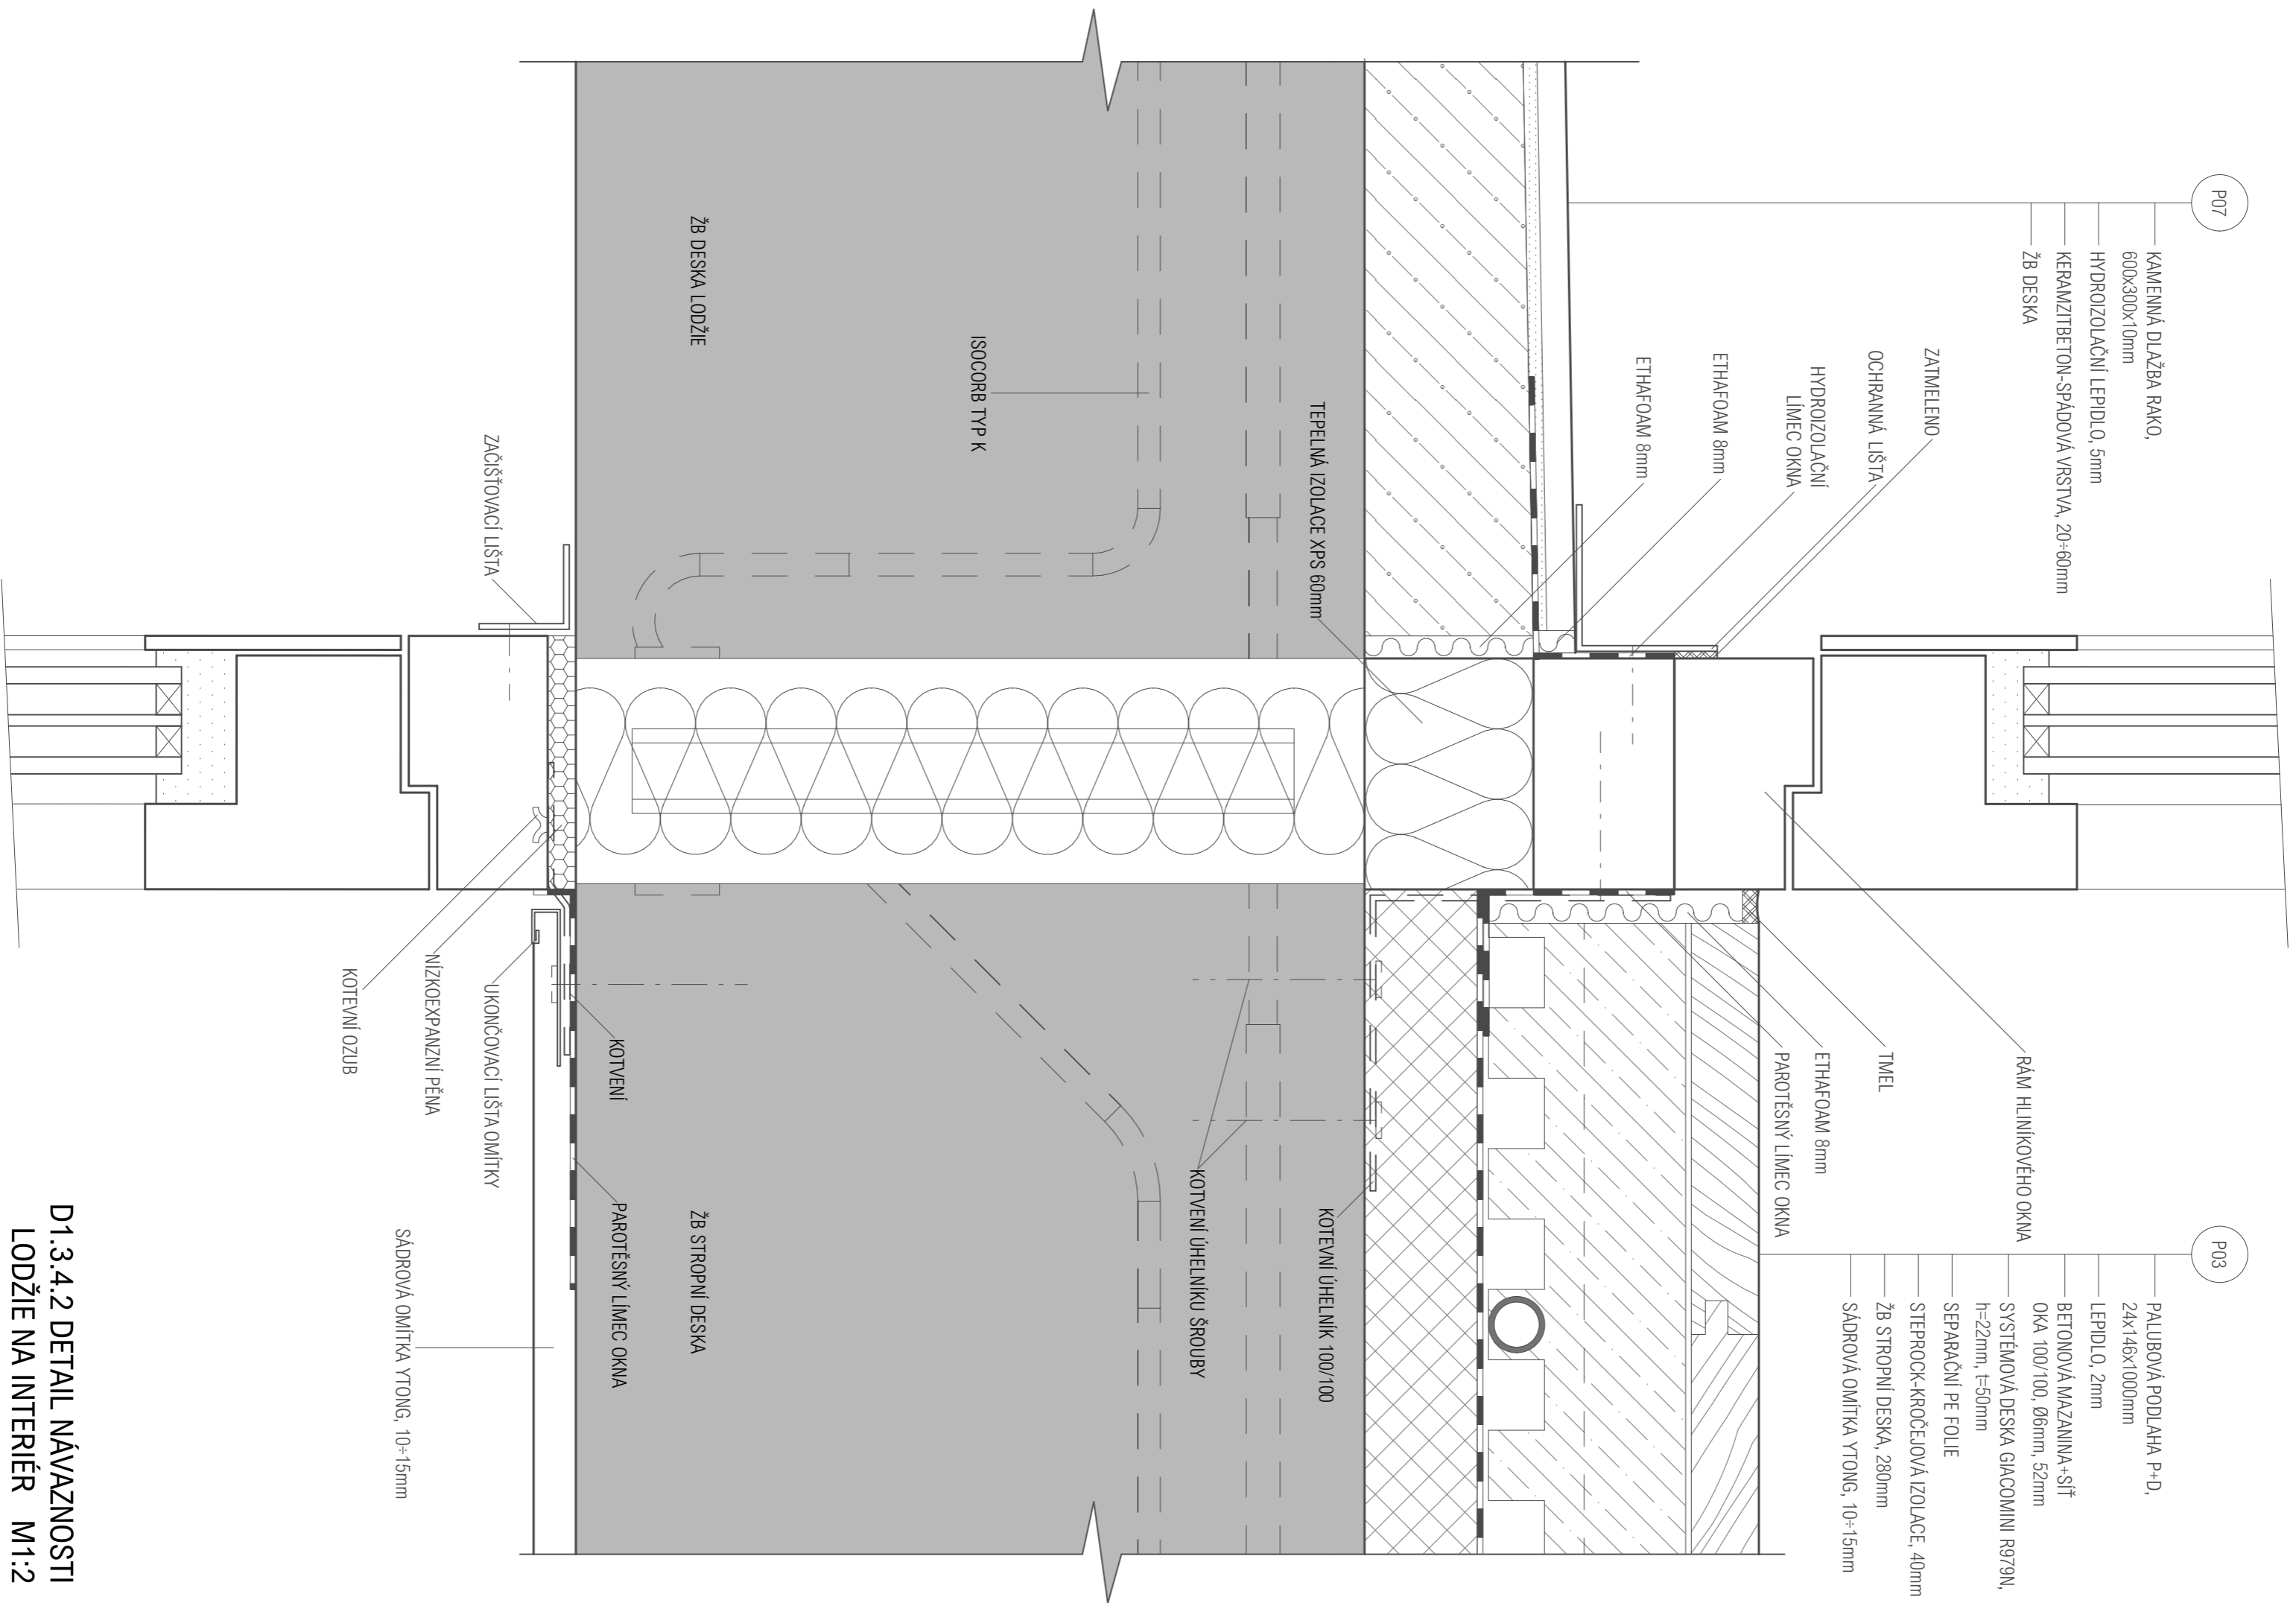 P07
KAMENNÁ DLAŽBA RAKO,
600x300x10mm
HYDROIZOLAČNÍ LEPIDLO, 5mm
KERAMZITBETON-SPÁDOVÁ VRSTVA, 20÷60mm
ŽB DESKA
ZATMELENO
OCHRANNÁ LIŠTA
HYDROIZOLAČNÍ
LÍMEC OKNA
ETHAFOAM 8mm
ETHAFOAM 8mm
TEPELNÁ IZOLACE XPS 60mm
ISOCORB TYP K
ŽB DESKA LODŽIE
ZAČIŠŤOVACÍ LIŠTA
P03
PALUBOVÁ PODLAHA P+D,
24x146x1000mm
LEPIDLO, 2mm
BETONOVÁ MAZANINA+SÍŤ
OKA 100/100, Ø6mm, 52mm
SYSTÉMOVÁ DESKA GIACOMINI R979N,
h=22mm, t=50mm
SEPARAČNÍ PE FOLIE
STEPROCK-KROČEJOVÁ IZOLACE, 40mm
ŽB STROPNÍ DESKA, 280mm
SÁDROVÁ OMÍTKA YTONG, 10÷15mm
RÁM HLINÍKOVÉHO OKNA
TMEL
ETHAFOAM 8mm
PAROTĚSNÝ LÍMEC OKNA
KOTEVNÍ ÚHELNÍK 100/100
KOTVENÍ ÚHELNÍKU ŠROUBY
ŽB STROPNÍ DESKA
KOTVENÍ
PAROTĚSNÝ LÍMEC OKNA
UKONČOVACÍ LIŠTA OMÍTKY
NÍZKOEXPANZNÍ PĚNA
KOTEVNÍ OZUB
SÁDROVÁ OMÍTKA YTONG, 10÷15mm
D1.3.4.2 DETAIL NÁVAZNOSTI
LODŽIE NA INTERIÉR M1:2